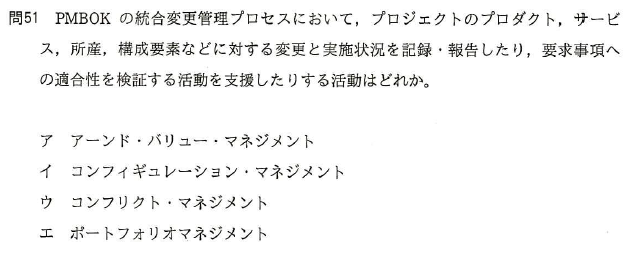 問51 PMBOK の統合変更管理プロセスにおいて，プロジェクトのプロダクト，サービ
ス，所産，構成要素などに対する変更と実施状況を記録・報告したり，要求事項へ
の適合性を検証する活動を支援したりする活動はどれか。
ア アーンド・バリュー・マネジメント
イ コンフィギュレーション・マネジメント
ウ コンフリクト・マネジメント
エ ポートフォリオマネジメント